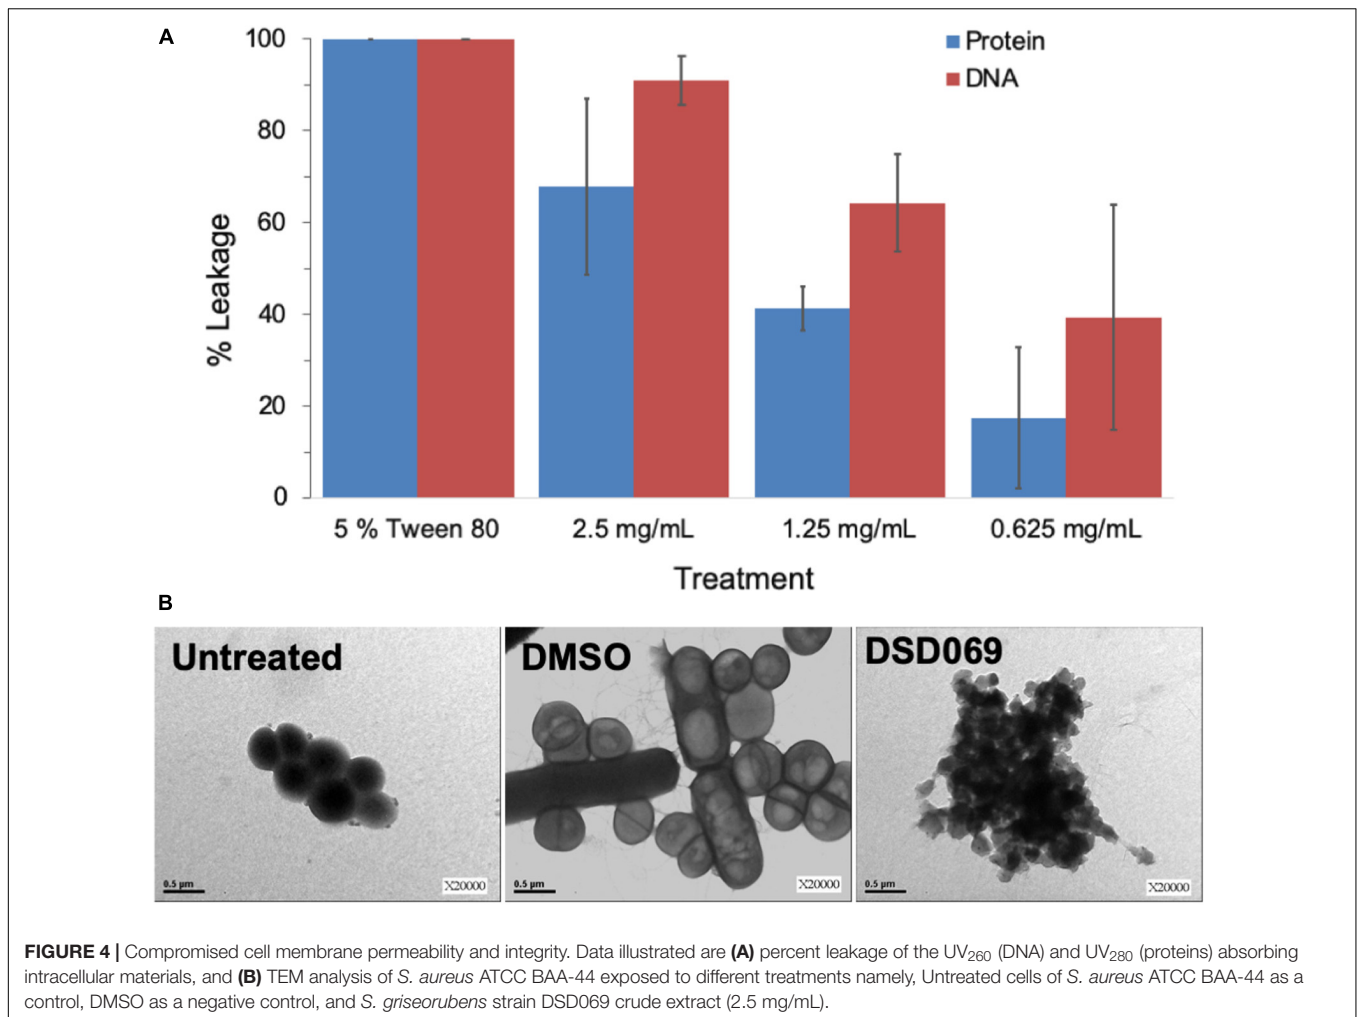 A
100
80
60
40
20
0
% Leakage
Protein
DNA
5 % Tween 80
2.5 mg/mL
1.25 mg/mL
0.625 mg/mL
Treatment
B
Untreated
DMSO
DSD069
0.5 µm
X20000
0.5 µm
X20000
0.5 µm
X20000
FIGURE 4 | Compromised cell membrane permeability and integrity. Data illustrated are (A) percent leakage of the UV260 (DNA) and UV280 (proteins) absorbing
intracellular materials, and (B) TEM analysis of S. aureus ATCC BAA-44 exposed to different treatments namely, Untreated cells of S. aureus ATCC BAA-44 as a
control, DMSO as a negative control, and S. griseorubens strain DSD069 crude extract (2.5 mg/mL).